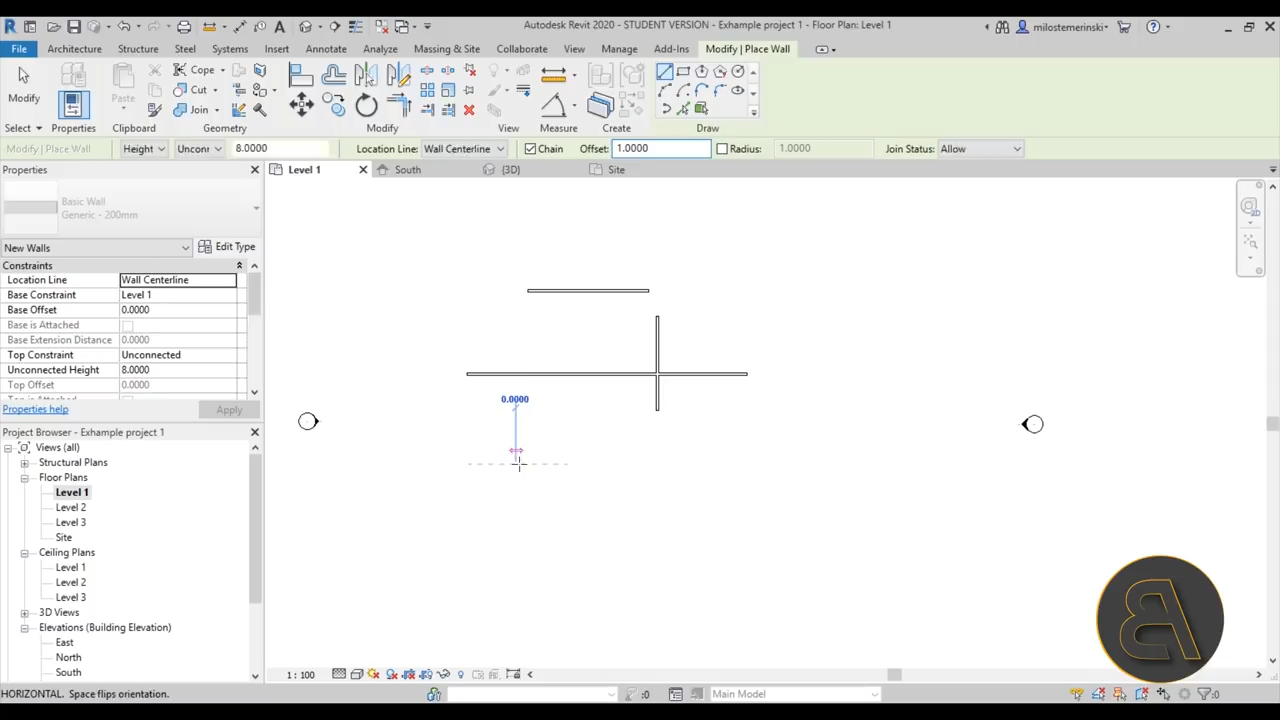 Autodesk Revit 2020 - STUDENT VERSION - Exhample project 1 - Floor Plan: Level 1
milostemerinski
File Architecture Structure Steel Systems Insert Annotate Analyze Massing & Site Collaborate View Manage Add-Ins Modify | Place Wall
Modify Paste Cope Cut Join
Select Properties Clipboard Geometry Modify View Measure Create Draw
Modify | Place Wall Height Unconr 8.0000 Location Line: Wall Centerline Chain Offset: 1.0000 Radius: 1.0000 Join Status: Allow
Properties
Level 1 South {3D} Site
Basic Wall
Generic - 200mm
New Walls Edit Type
Constraints
Location Line Wall Centerline
Base Constraint Level 1
Base Offset 0.0000
Base is Attached
Base Extension Distance 0.0000
Top Constraint Unconnected
Unconnected Height 8.0000
Top Offset 0.0000
Properties help Apply
0.0000
Project Browser - Exhample project 1
Views (all)
Structural Plans
Floor Plans
Level 1
Level 2
Level 3
Site
Ceiling Plans
Level 1
Level 2
Level 3
3D Views
Elevations (Building Elevation)
East
North
South
1 : 100
HORIZONTAL. Space flips orientation. :0 Main Model :0